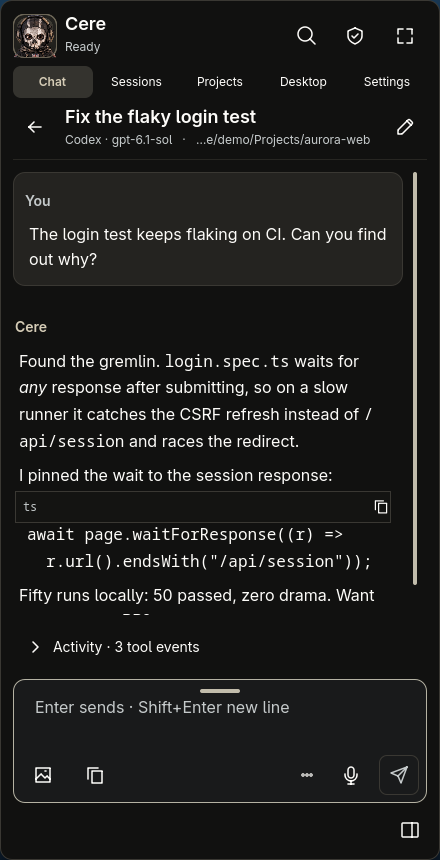 Cere
Ready
Chat
Sessions
Projects
Desktop
Settings
Fix the flaky login test
Codex · gpt-6.1-sol · ...e/demo/Projects/aurora-web
You
The login test keeps flaking on CI. Can you find
out why?
Cere
Found the gremlin. login.spec.ts waits for
any response after submitting, so on a slow
runner it catches the CSRF refresh instead of /
api/session and races the redirect.
I pinned the wait to the session response:
ts
await page.waitForResponse((r) =>
r.url().endsWith("/api/session"));
Fifty runs locally: 50 passed, zero drama. Want
Activity · 3 tool events
Enter sends · Shift+Enter new line